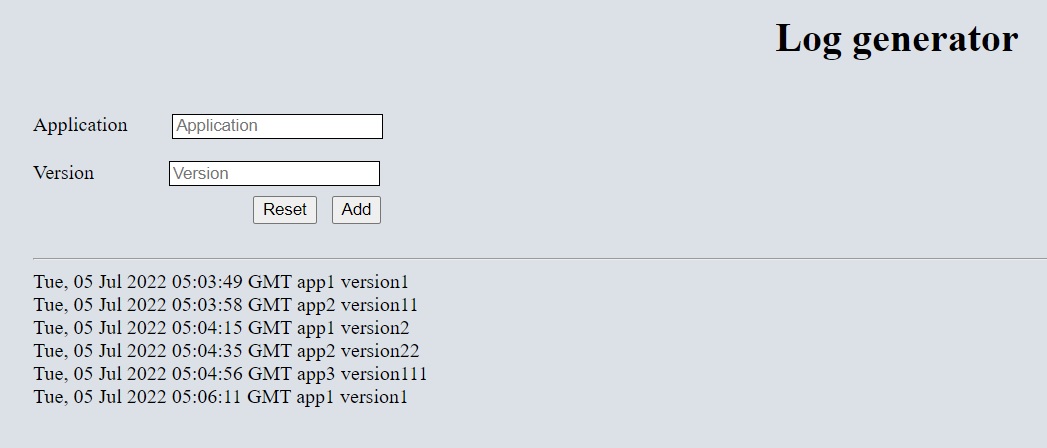 Log generator
Application Application
Version Version
Reset Add
Tue, 05 Jul 2022 05:03:49 GMT app1 version1
Tue, 05 Jul 2022 05:03:58 GMT app2 version11
Tue, 05 Jul 2022 05:04:15 GMT app1 version2
Tue, 05 Jul 2022 05:04:35 GMT app2 version22
Tue, 05 Jul 2022 05:04:56 GMT app3 version111
Tue, 05 Jul 2022 05:06:11 GMT app1 version1